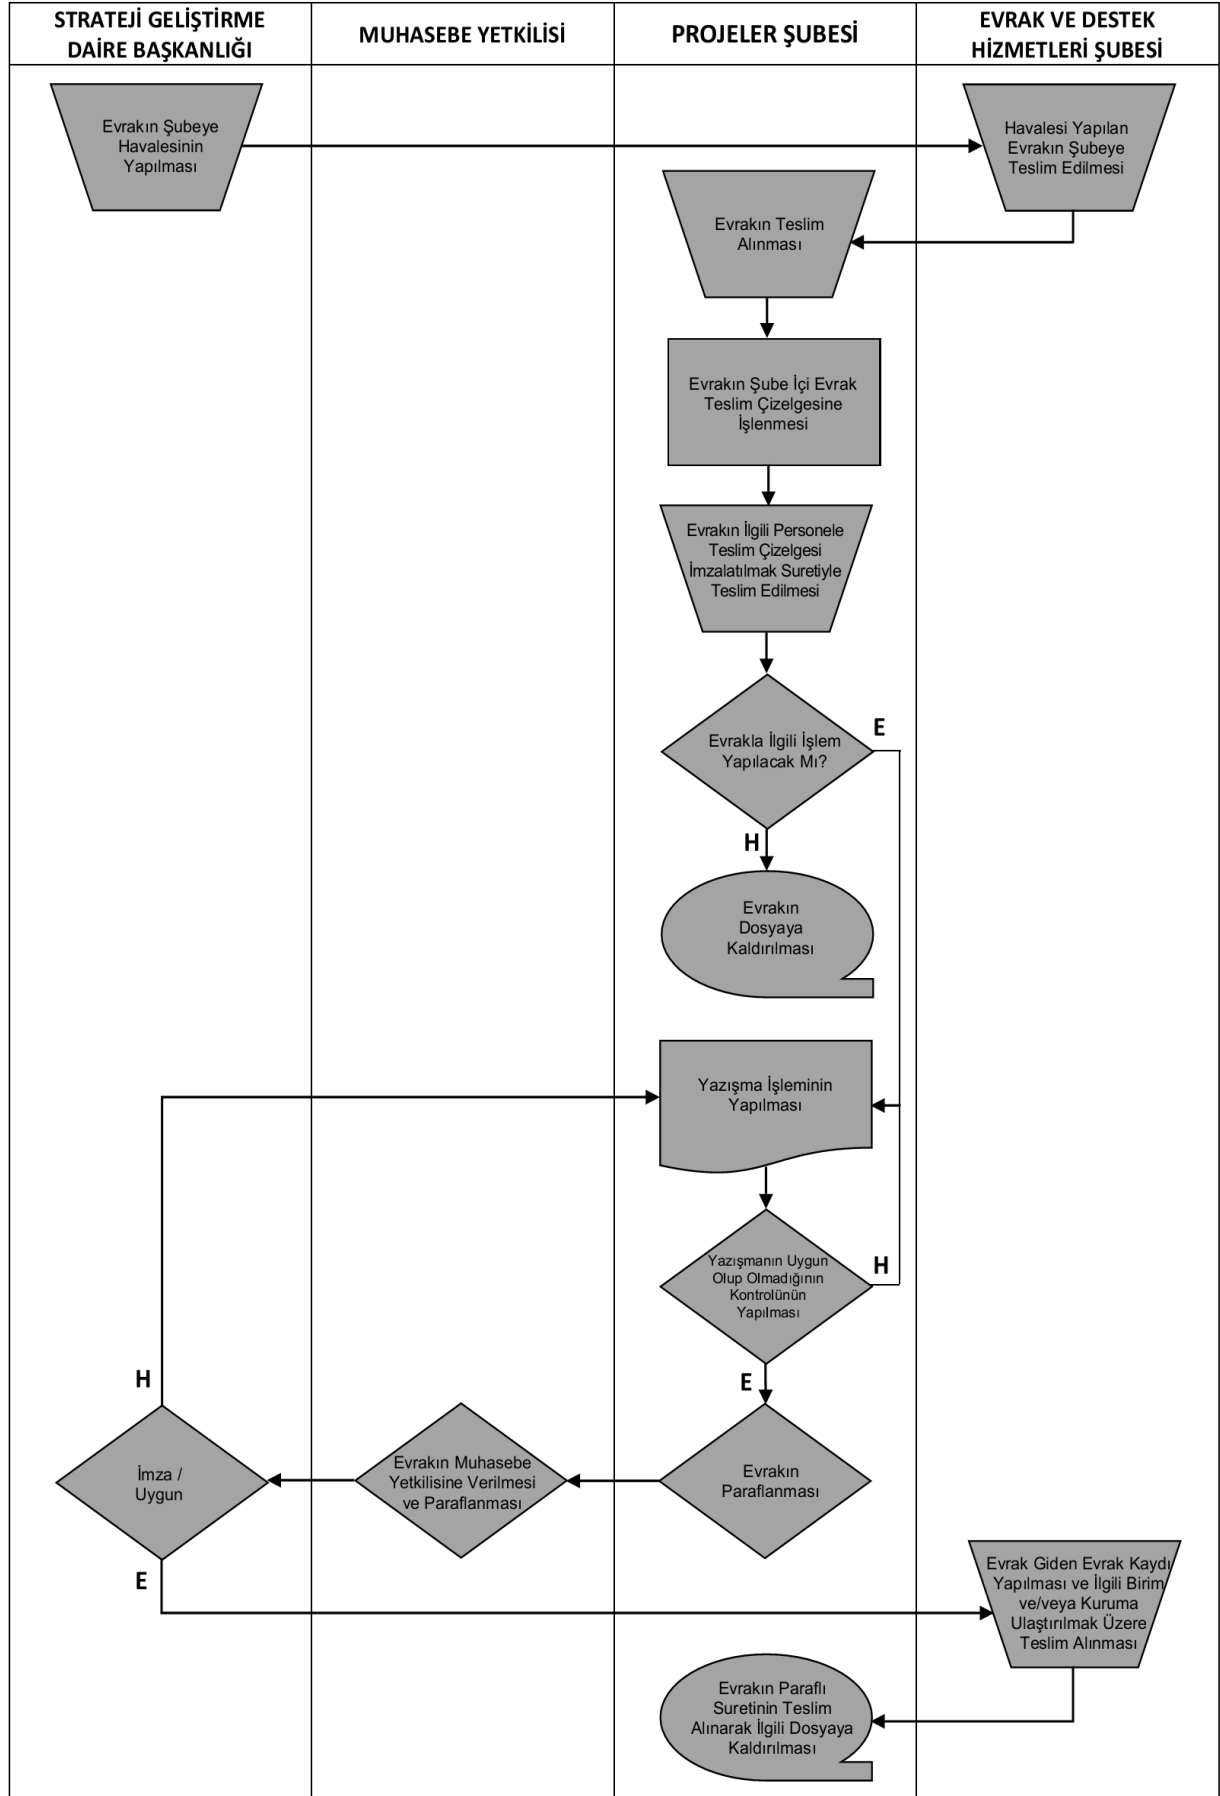 STRATEJİ GELİŞTİRME
DAİRE BAŞKANLIĞI
MUHASEBE YETKİLİSİ
PROJELER ŞUBESİ
EVRAK VE DESTEK
HİZMETLERİ ŞUBESİ
Evrakın Şubeye
Havalesinin
Yapılması
Havalesi Yapılan
Evrakın Şubeye
Teslim Edilmesi
Evrakın Teslim
Alınması
Evrakın Şube İçi Evrak
Teslim Çizelgesine
İşlenmesi
Evrakın İlgili Personele
Teslim Çizelgesi
İmzalatılmak Suretiyle
Teslim Edilmesi
Evrakla İlgili İşlem
Yapılacak Mı?
E
H
Evrakın
Dosyaya
Kaldırılması
Yazışma İşleminin
Yapılması
Yazışmanın Uygun
Olup Olmadığının
Kontrolünün
Yapılması
H
E
H
İmza /
Uygun
Evrakın Muhasebe
Yetkilisine Verilmesi
ve Paraflanması
Evrakın
Paraflanması
E
Evrak Giden Evrak Kaydı
Yapılması ve İlgili Birim
ve/veya Kuruma
Ulaştırılmak Üzere
Teslim Alınması
Evrakın Paraflı
Suretinin Teslim
Alınarak İlgili Dosyaya
Kaldırılması